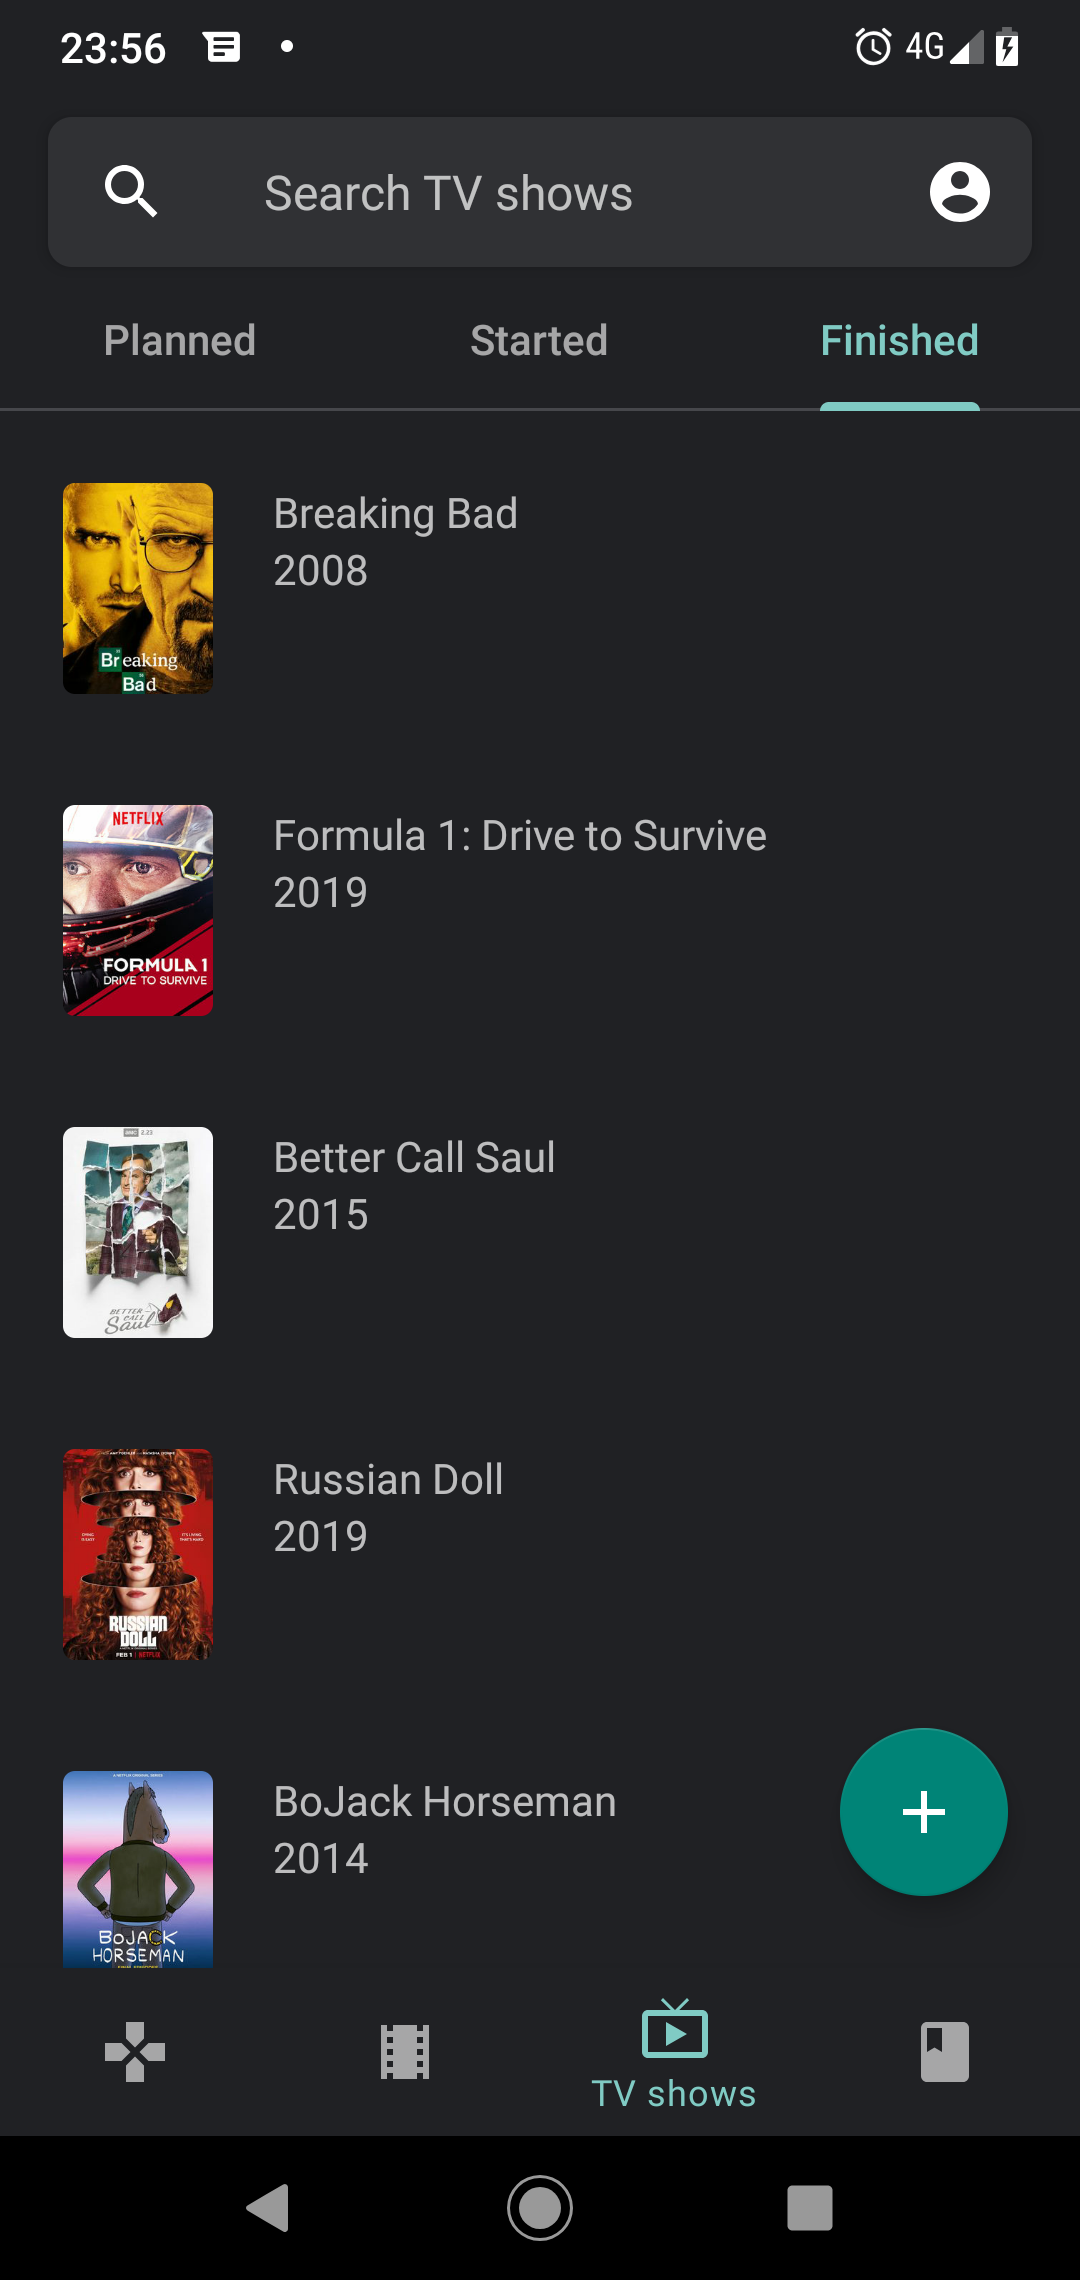 23:56
4G
Search TV shows
Planned
Started
Finished
Breaking Bad
2008
Breaking
Bad
NETFLIX
FORMULA 1
DRIVE TO SURVIVE
Formula 1: Drive to Survive
2019
BETTER
CALL
Saul
Better Call Saul
2015
RUSSIAN
DOLL
FEB 1 | NETFLIX
Russian Doll
2019
BOJACK
HORSEMAN
BoJack Horseman
2014
TV shows